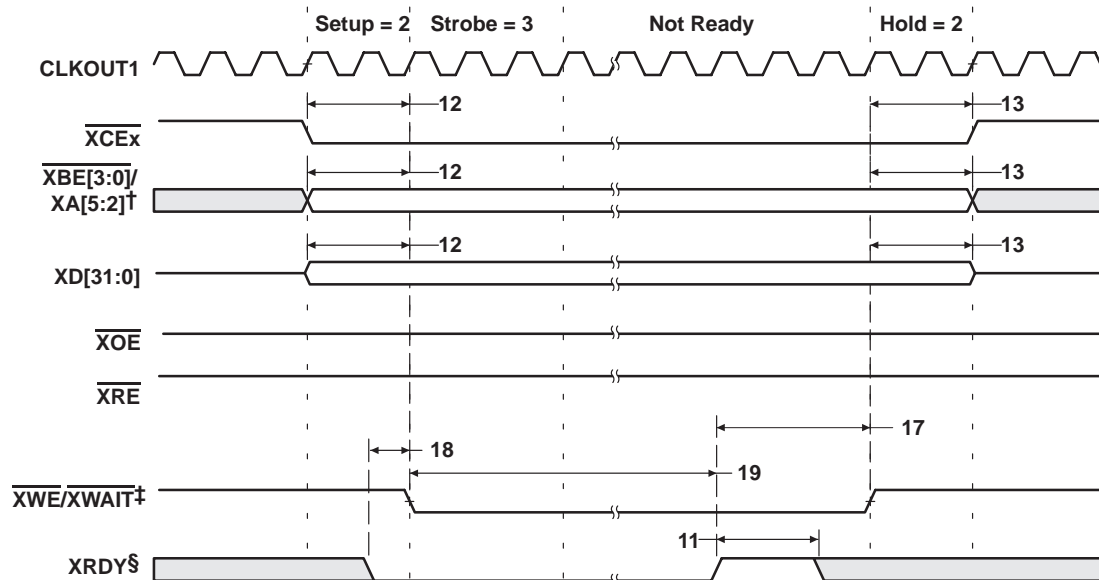 Setup = 2 Strobe = 3 Not Ready Hold = 2
CLKOUT1
12 13
XCEx
12 13
XBE[3:0]/
XA[5:2]†
12 13
XD[31:0]
XOE
XRE
17
18
19
XWE/XWAIT‡
11
XRDY§